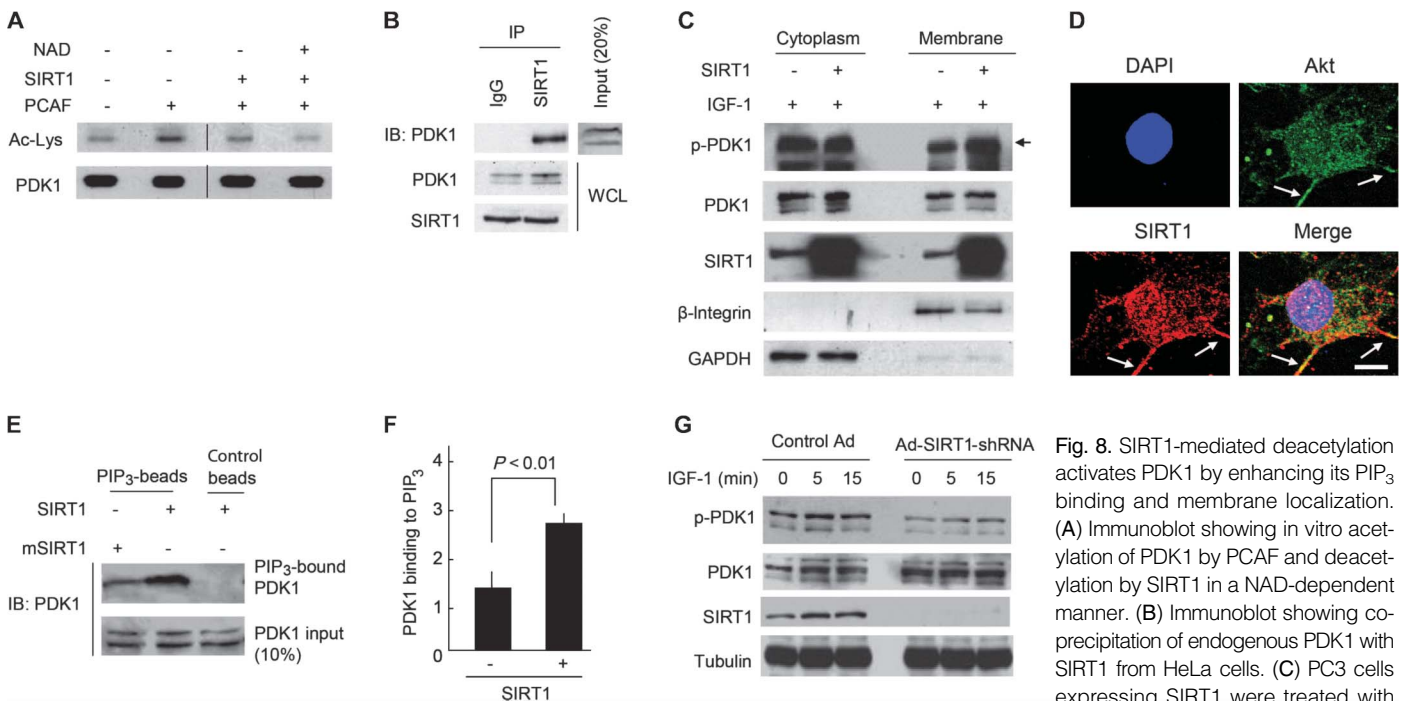 A
NAD - - - +
SIRT1 - - + +
PCAF - + + +
Ac-Lys
PDK1
B
IP
IgG
SIRT1
Input (20%)
IB: PDK1
PDK1
SIRT1
WCL
C
Cytoplasm Membrane
SIRT1 - + - +
IGF-1 + + + +
p-PDK1
PDK1
SIRT1
β-Integrin
GAPDH
D
DAPI Akt
SIRT1 Merge
E
PIP3-beads
Control
beads
SIRT1 - + +
mSIRT1 + - -
IB: PDK1
PIP3-bound
PDK1
PDK1 input
(10%)
F
PDK1 binding to PIP3
4
3
2
1
0
P < 0.01
- +
SIRT1
G
Control Ad Ad-SIRT1-shRNA
IGF-1 (min) 0 5 15 0 5 15
p-PDK1
PDK1
SIRT1
Tubulin
Fig. 8. SIRT1-mediated deacetylation
activates PDK1 by enhancing its PIP3
binding and membrane localization.
(A) Immunoblot showing in vitro acet-
ylation of PDK1 by PCAF and deacet-
ylation by SIRT1 in a NAD-dependent
manner. (B) Immunoblot showing co-
precipitation of endogenous PDK1 with
SIRT1 from HeLa cells. (C) PC3 cells
expressing SIRT1 were treated with